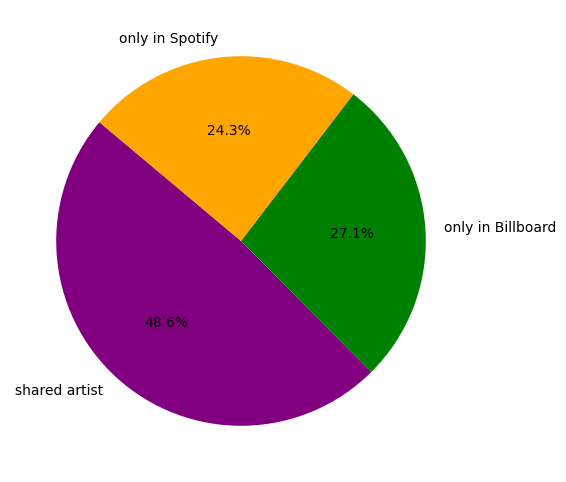 only in Spotify
24.3%
27.1%
only in Billboard
48.6%
shared artist